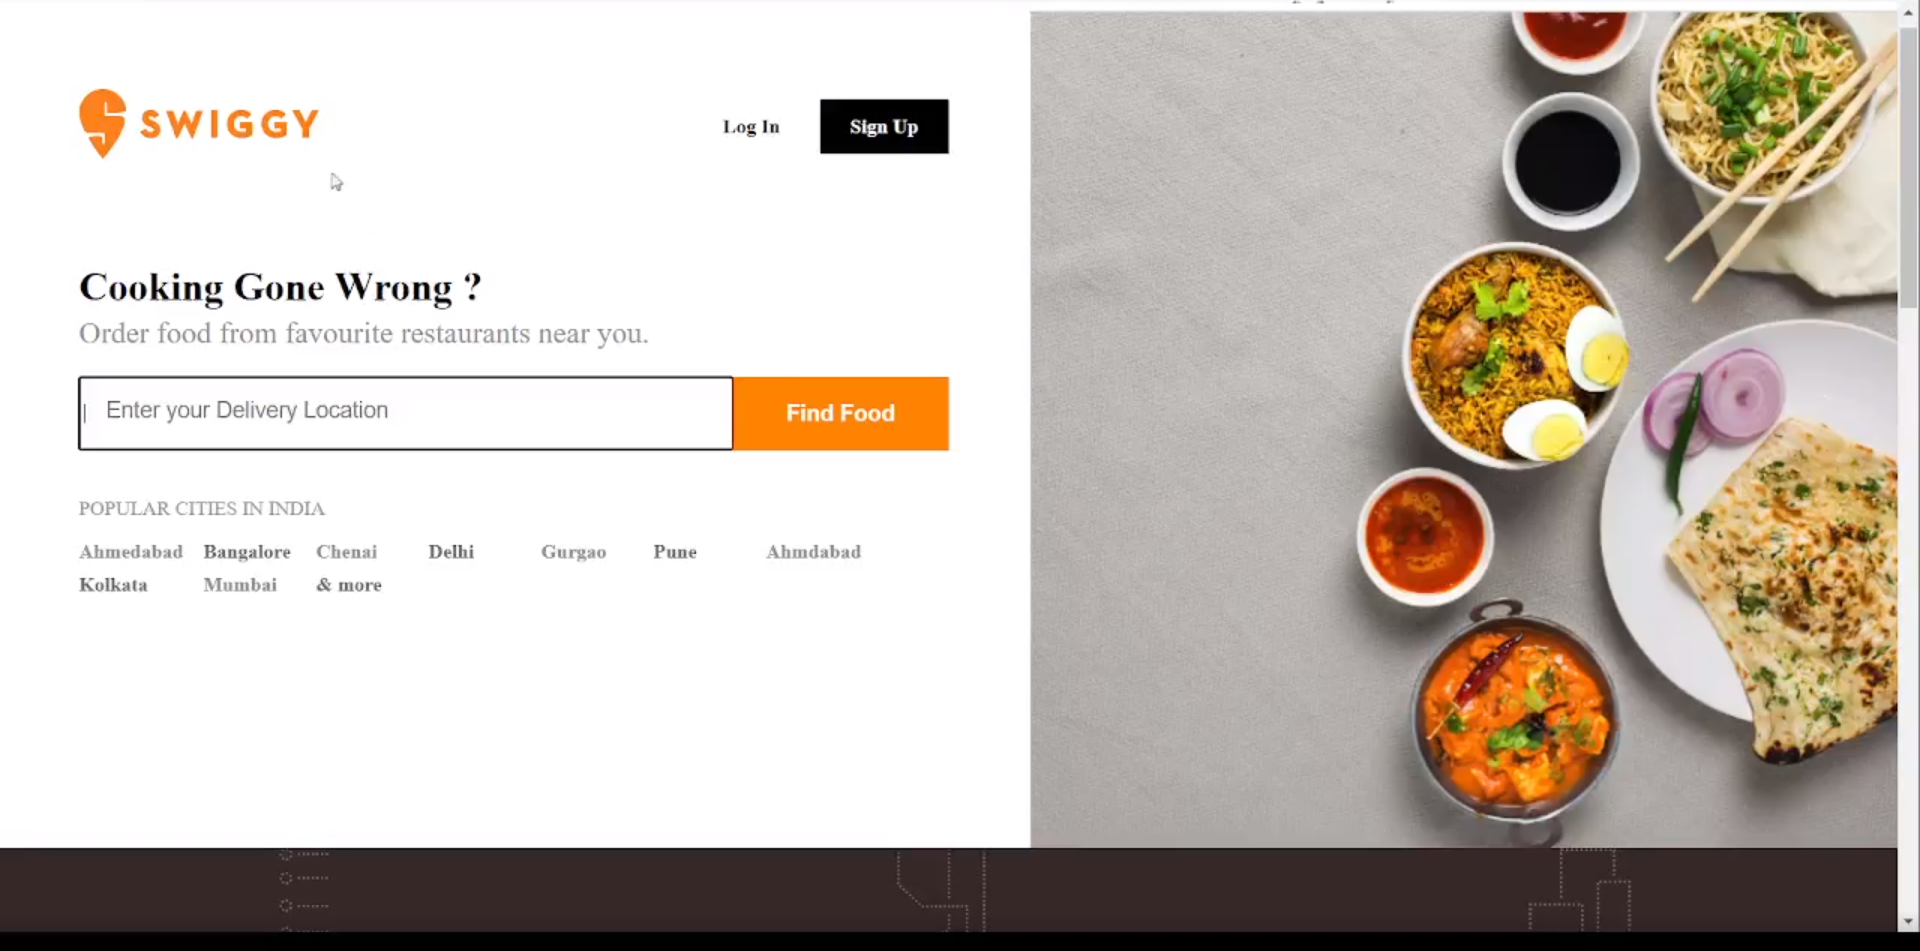 SWIGGY
Log In
Sign Up
Cooking Gone Wrong ?
Order food from favourite restaurants near you.
Enter your Delivery Location
Find Food
POPULAR CITIES IN INDIA
Ahmedabad Bangalore Chenai Delhi Gurgao Pune Ahmdabad
Kolkata Mumbai & more